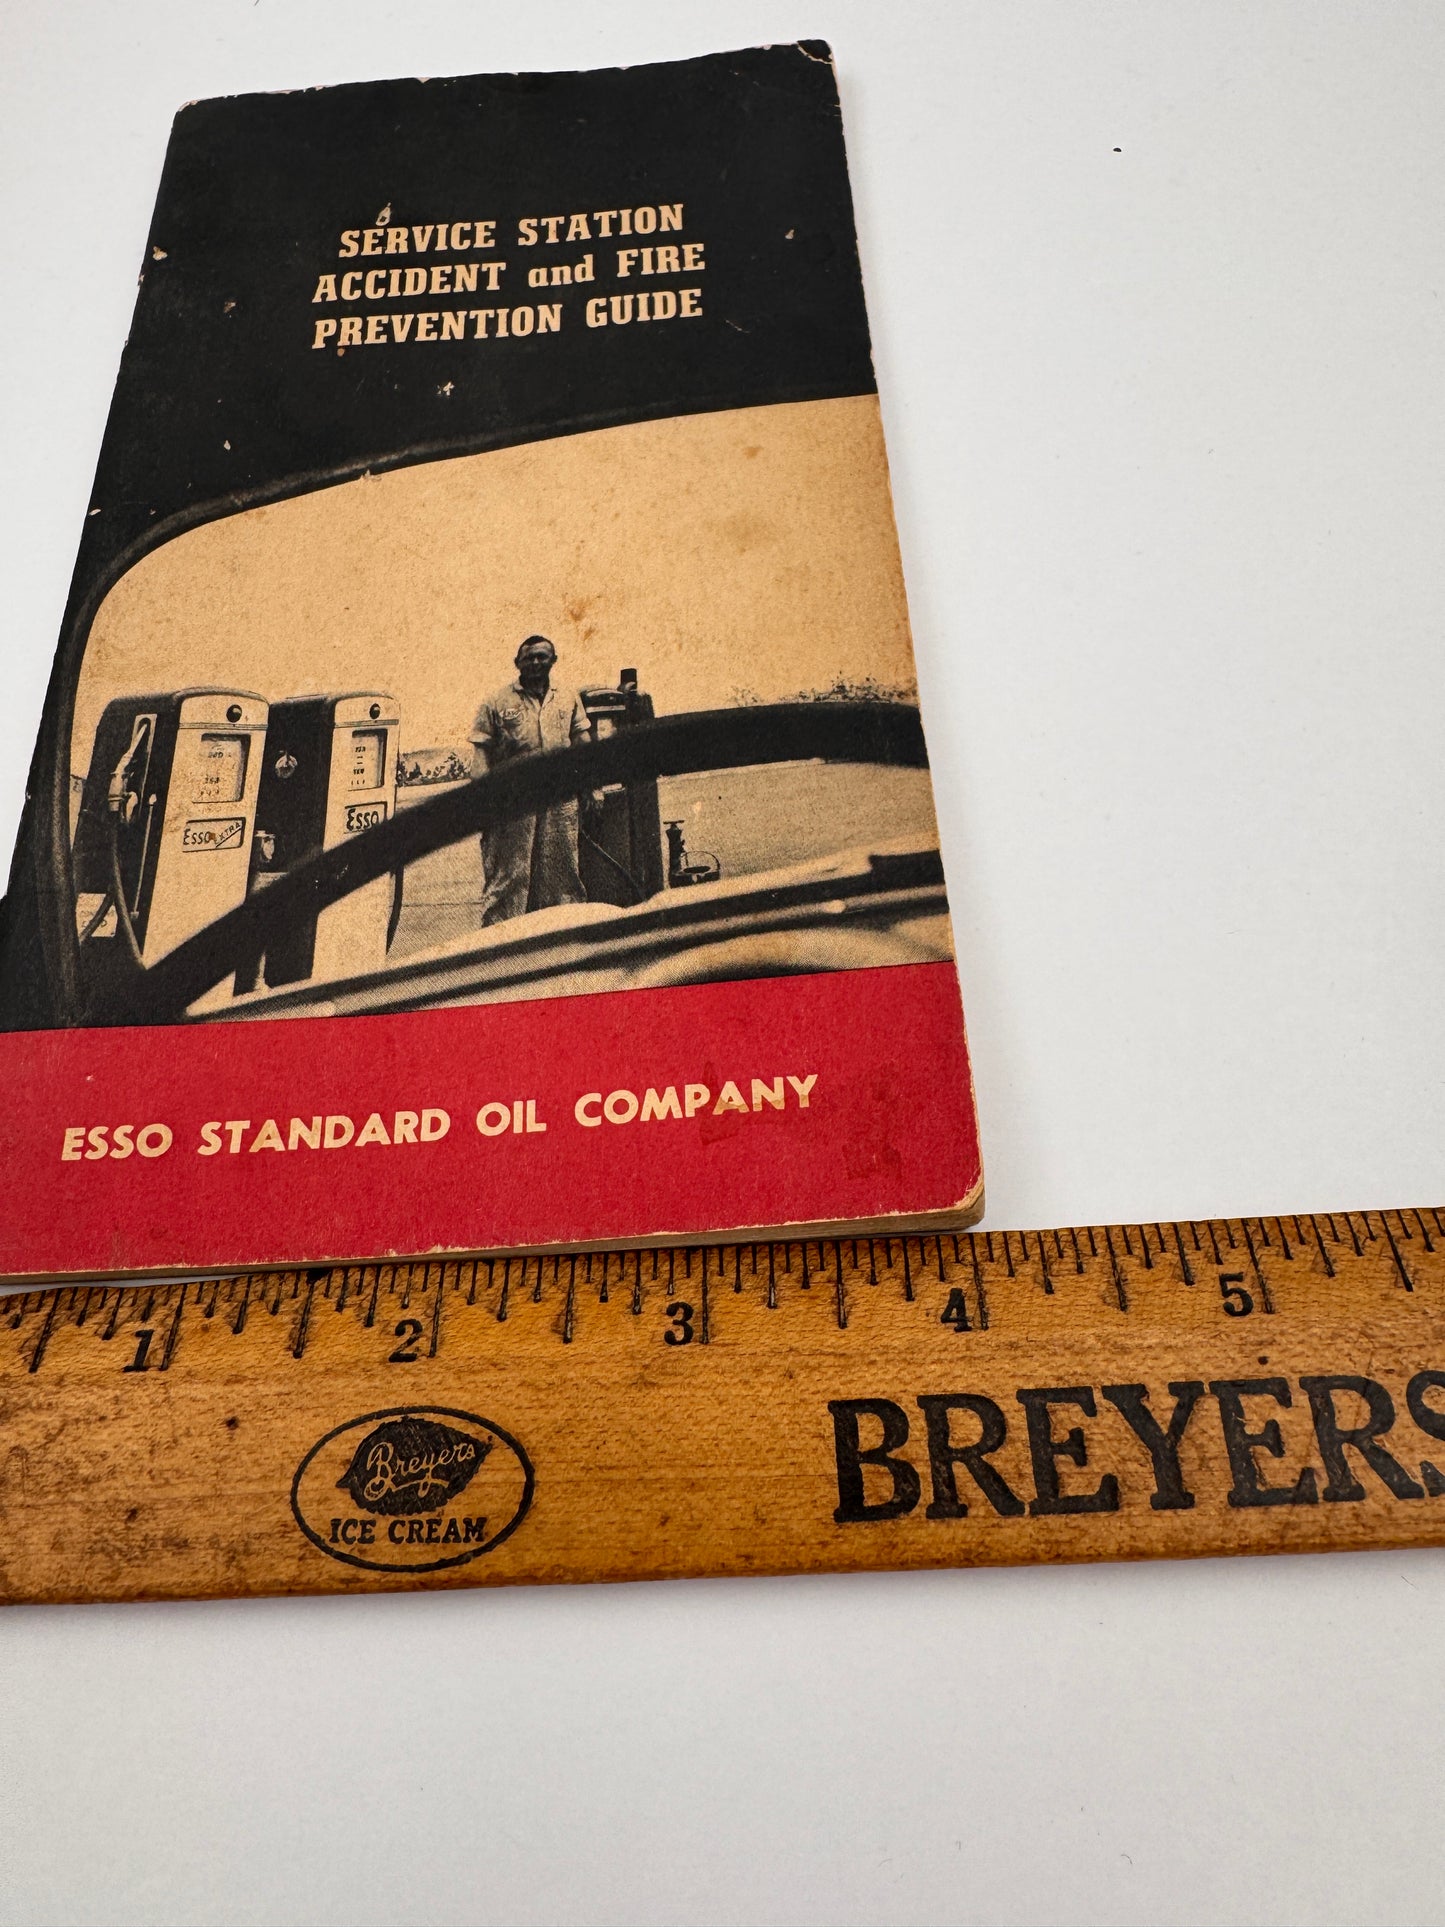 SERVICE STATION
ACCIDENT and FIRE
PREVENTION GUIDE
ESSO EXTRA
ESSO
ESSO STANDARD OIL COMPANY
1 2 3 4 5
Breyers
ICE CREAM
BREYERS